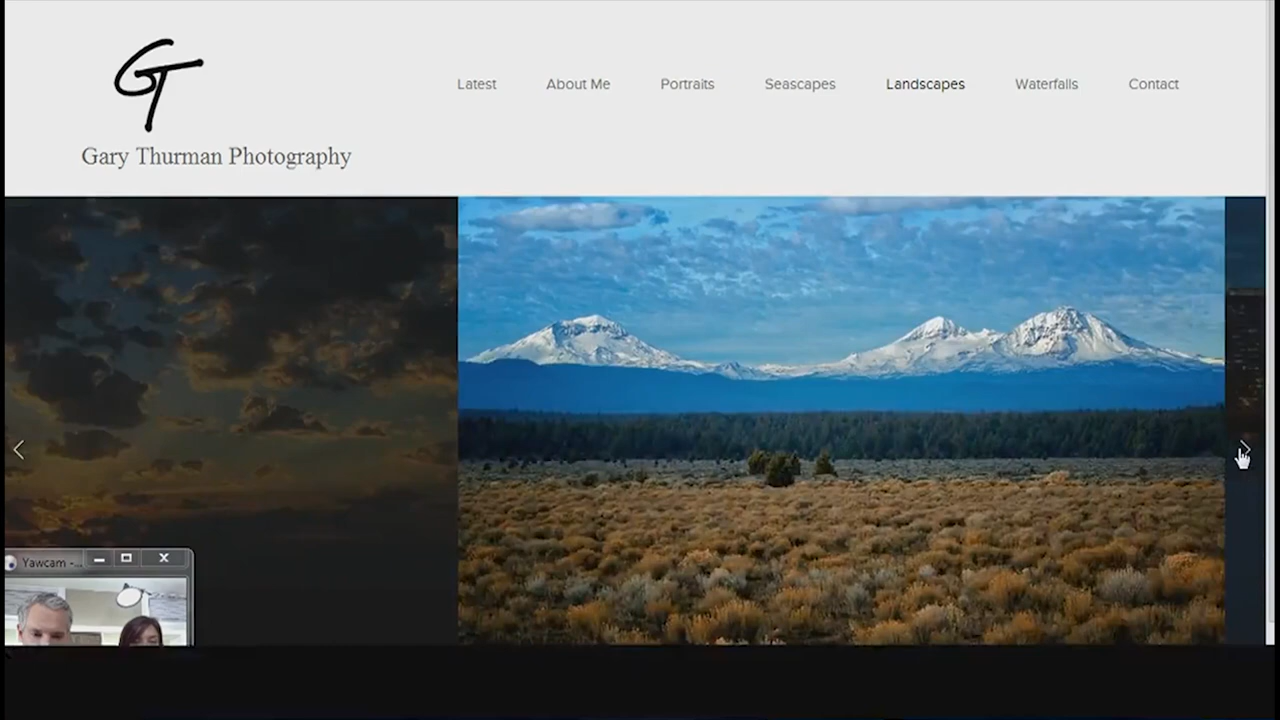 GT
Latest About Me Portraits Seascapes Landscapes Waterfalls Contact
Gary Thurman Photography
Yawcam -...